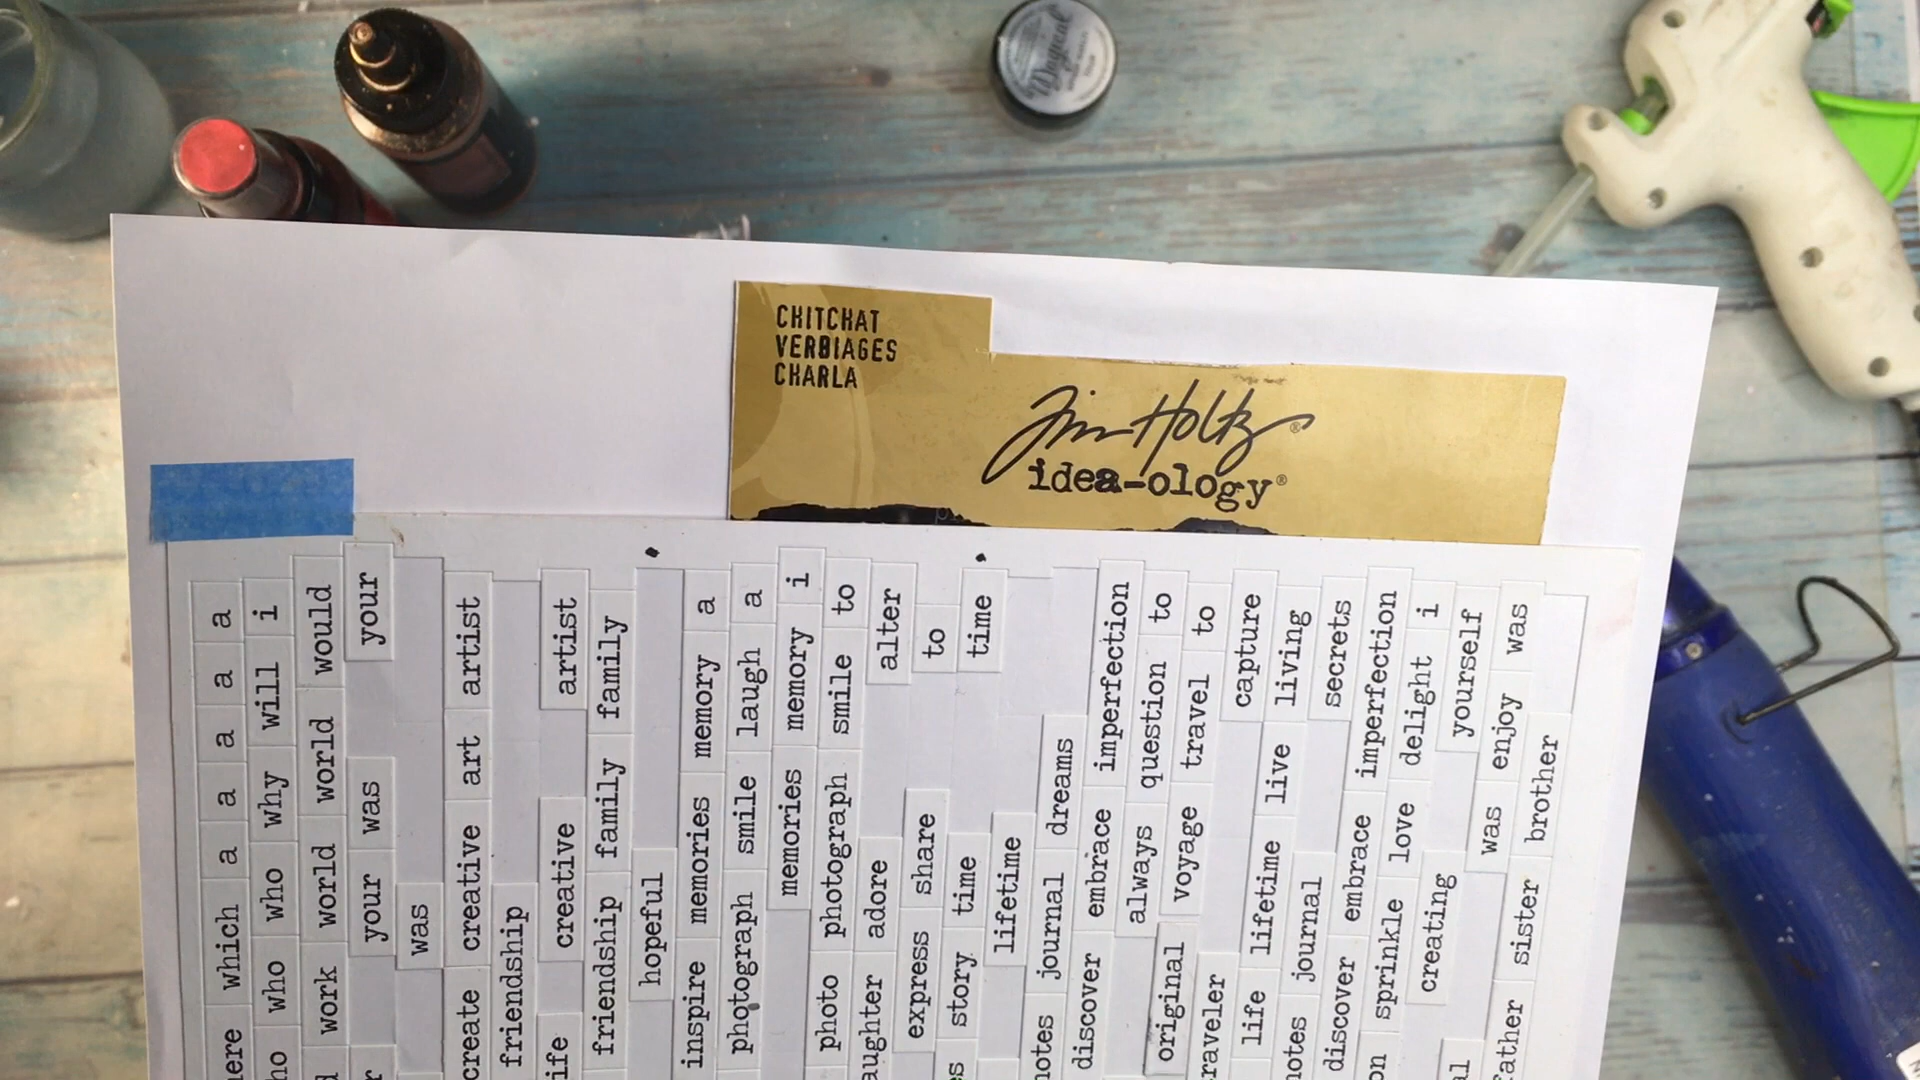 Distressed
CHITCHAT
VERBIAGES
CHARLA
Tim Holtz®
idea-ology®
which a a a a a
who who why will i
work world world world would
your was your
was
create creative art artist
friendship
creative artist
friendship family family
hopeful
inspire memories memory a
photograph smile laugh a
memories memory i
photo photograph smile to
adore alter
express share to
story time time
lifetime
notes journal dreams
discover embrace imperfection
always question to
original voyage travel to
life lifetime live capture
notes journal living
discover embrace imperfection secrets
sprinkle love delight i
creating yourself
was enjoy was
father sister brother